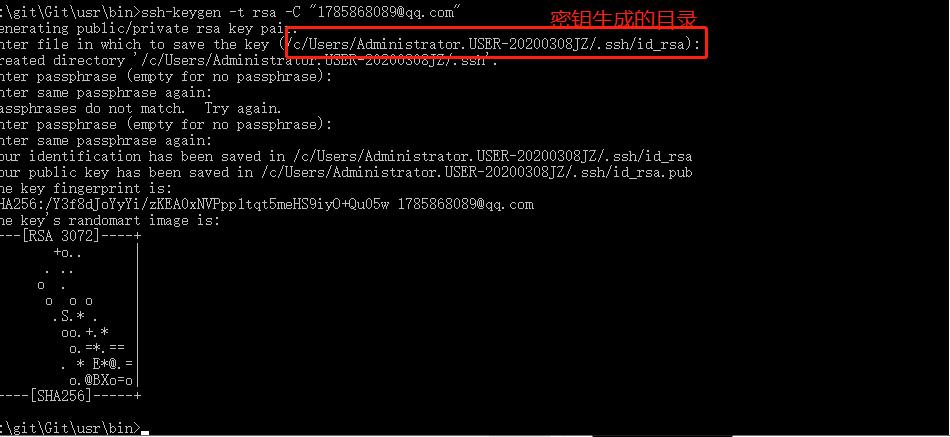 :\git\Git\usr\bin>ssh-keygen -t rsa -C "1785868089@qq.com"
密钥生成的目录
enerating public/private rsa key pair.
nter file in which to save the key (/c/Users/Administrator.USER-20200308JZ/.ssh/id_rsa):
reated directory '/c/Users/Administrator.USER-20200308JZ/.ssh'.
nter passphrase (empty for no passphrase):
nter same passphrase again:
assphrases do not match.  Try again.
nter passphrase (empty for no passphrase):
nter same passphrase again:
our identification has been saved in /c/Users/Administrator.USER-20200308JZ/.ssh/id_rsa
our public key has been saved in /c/Users/Administrator.USER-20200308JZ/.ssh/id_rsa.pub
he key fingerprint is:
HA256:/Y3f8dJoYyYi/zKEA0xNVPpp1tqt5meHS9iyO+Qu05w 1785868089@qq.com
he key's randomart image is:
---[RSA 3072]----+
       +o..      |
      . ..       |
     o  .        |
      o  o o     |
       .S.* .    |
        oo.+.*   |
         o.=*.== |
        . * E*@.=|
         o.@BXo=o|
----[SHA256]-----+
:\git\Git\usr\bin>